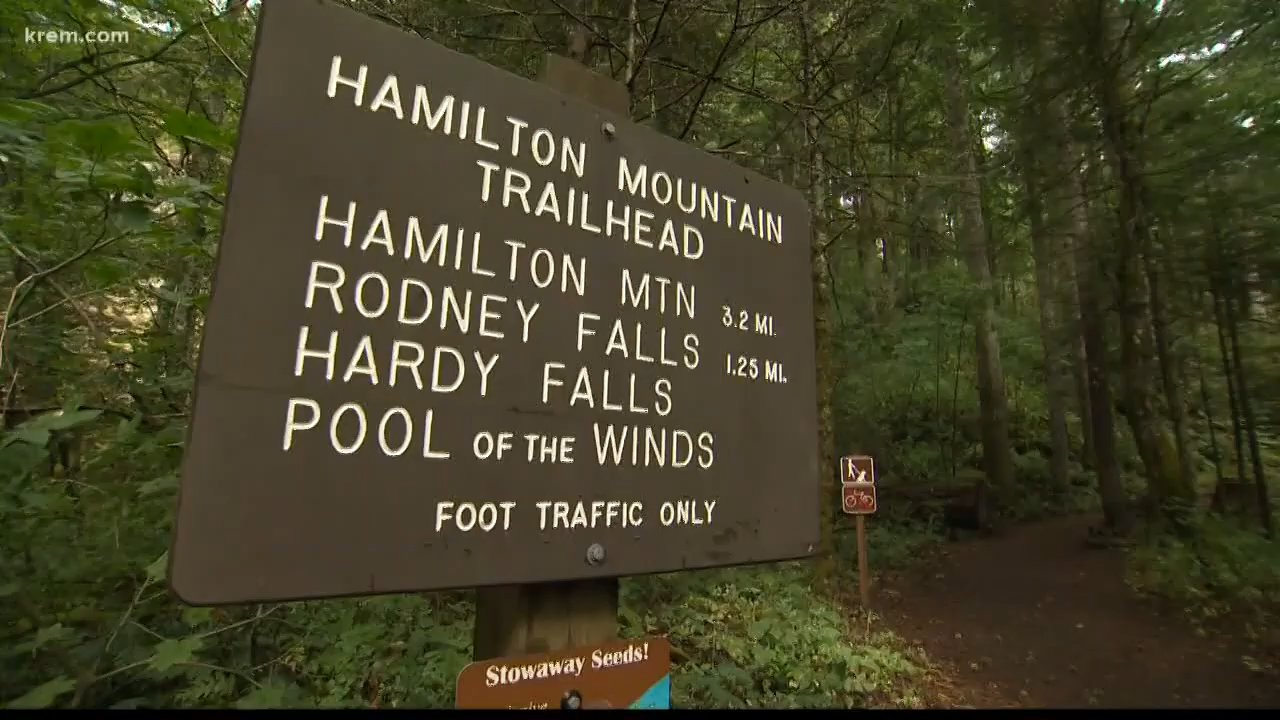 krem.com
HAMILTON MOUNTAIN
TRAILHEAD
HAMILTON MTN 3.2 MI.
RODNEY FALLS 1.25 MI.
HARDY FALLS
POOL OF THE WINDS
FOOT TRAFFIC ONLY
Stowaway Seeds!